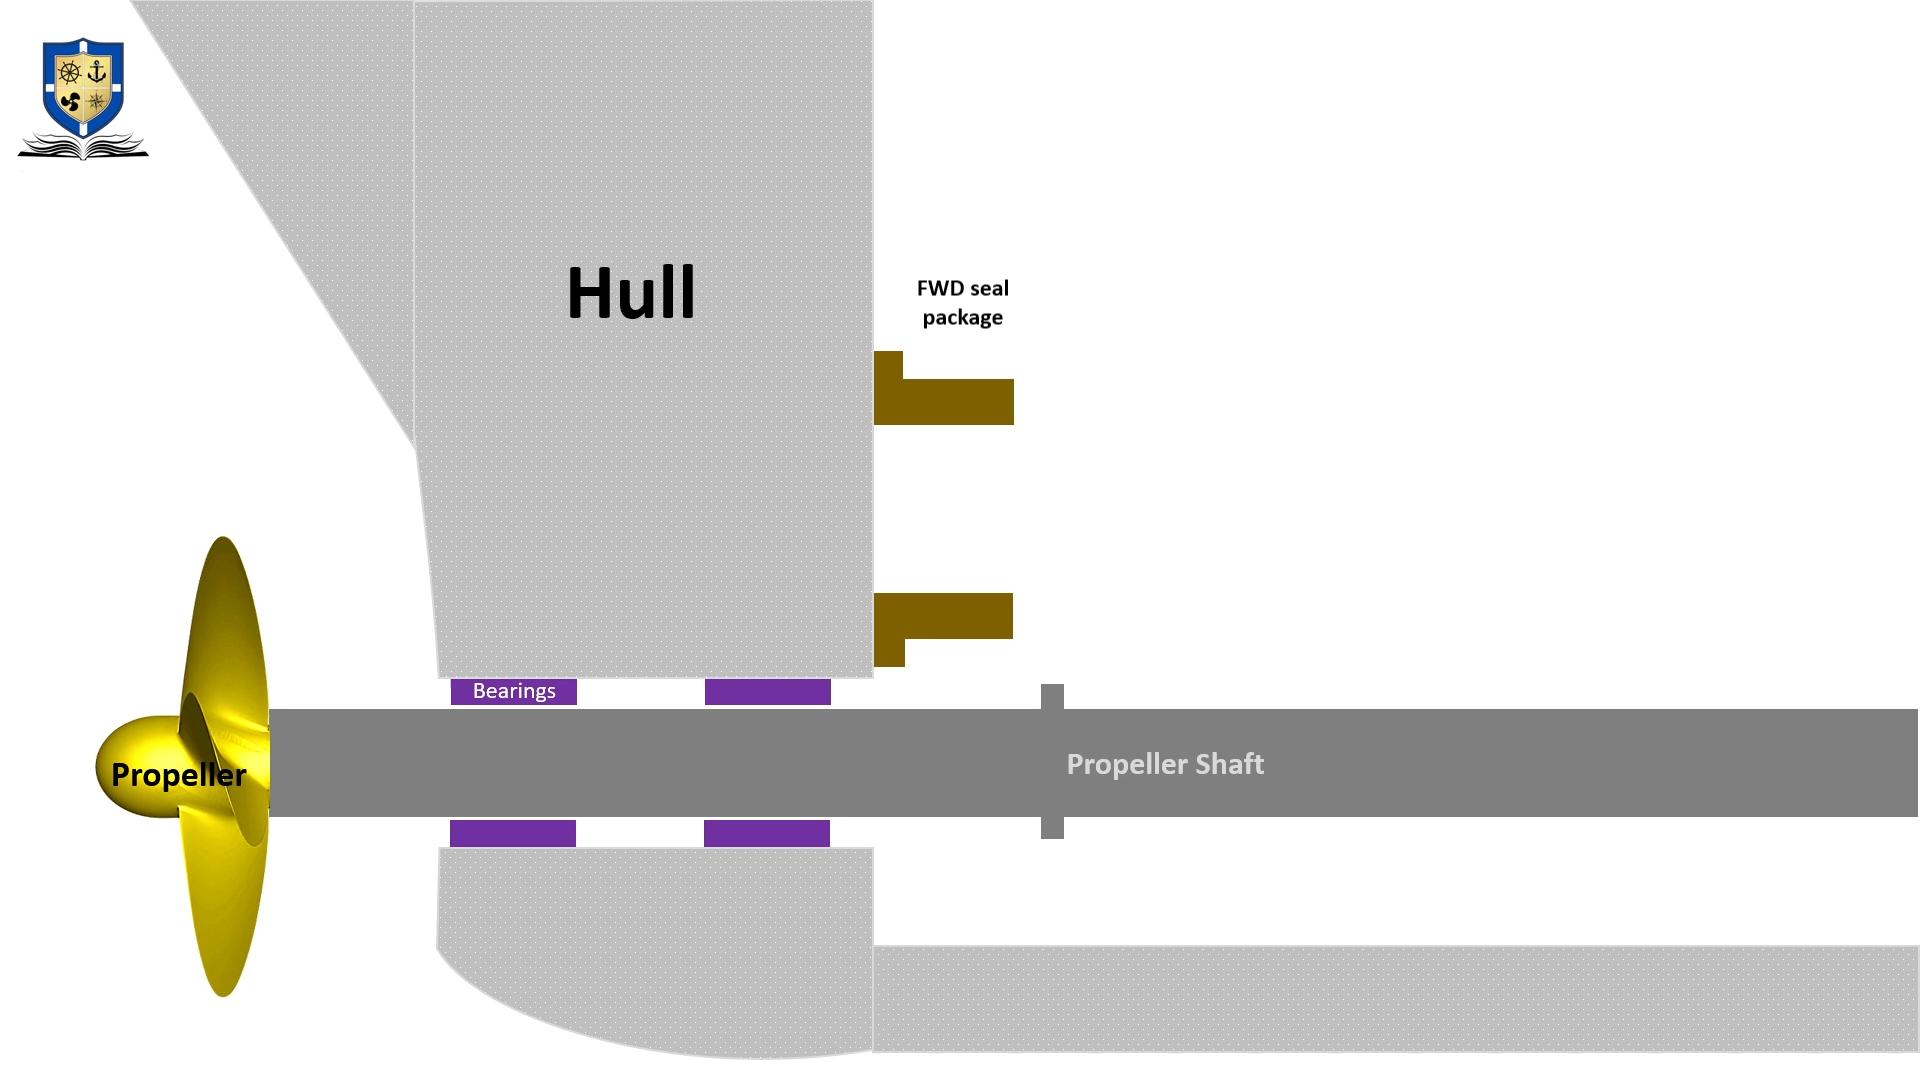 Hull
FWD seal
package
Bearings
Propeller
Propeller Shaft